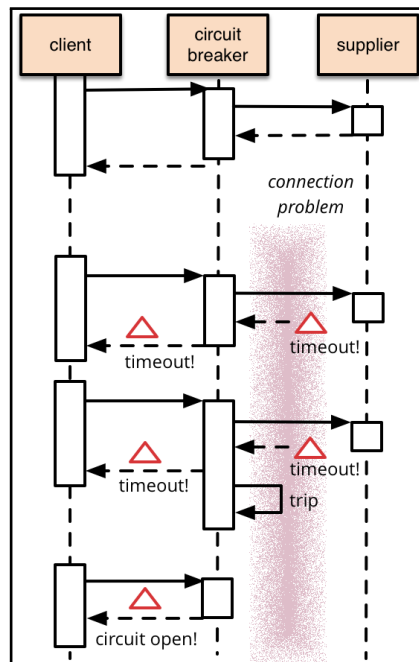 client
circuit
breaker
supplier
connection
problem
timeout!
timeout!
timeout!
timeout!
trip
circuit open!